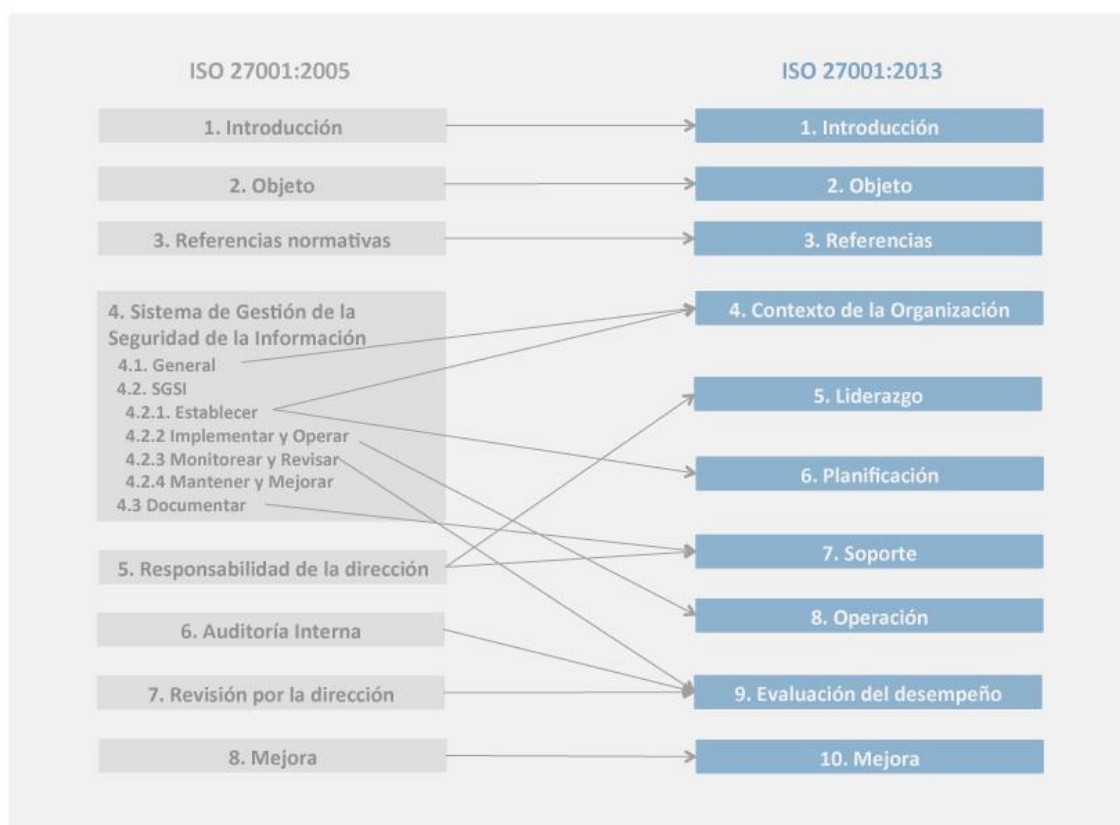 ISO 27001:2005
1. Introducción
2. Objeto
3. Referencias normativas
4. Sistema de Gestión de la
Seguridad de la Información
4.1. General
4.2. SGSI
4.2.1. Establecer
4.2.2 Implementar y Operar
4.2.3 Monitorear y Revisar
4.2.4 Mantener y Mejorar
4.3 Documentar
5. Responsabilidad de la dirección
6. Auditoría Interna
7. Revisión por la dirección
8. Mejora
ISO 27001:2013
1. Introducción
2. Objeto
3. Referencias
4. Contexto de la Organización
5. Liderazgo
6. Planificación
7. Soporte
8. Operación
9. Evaluación del desempeño
10. Mejora